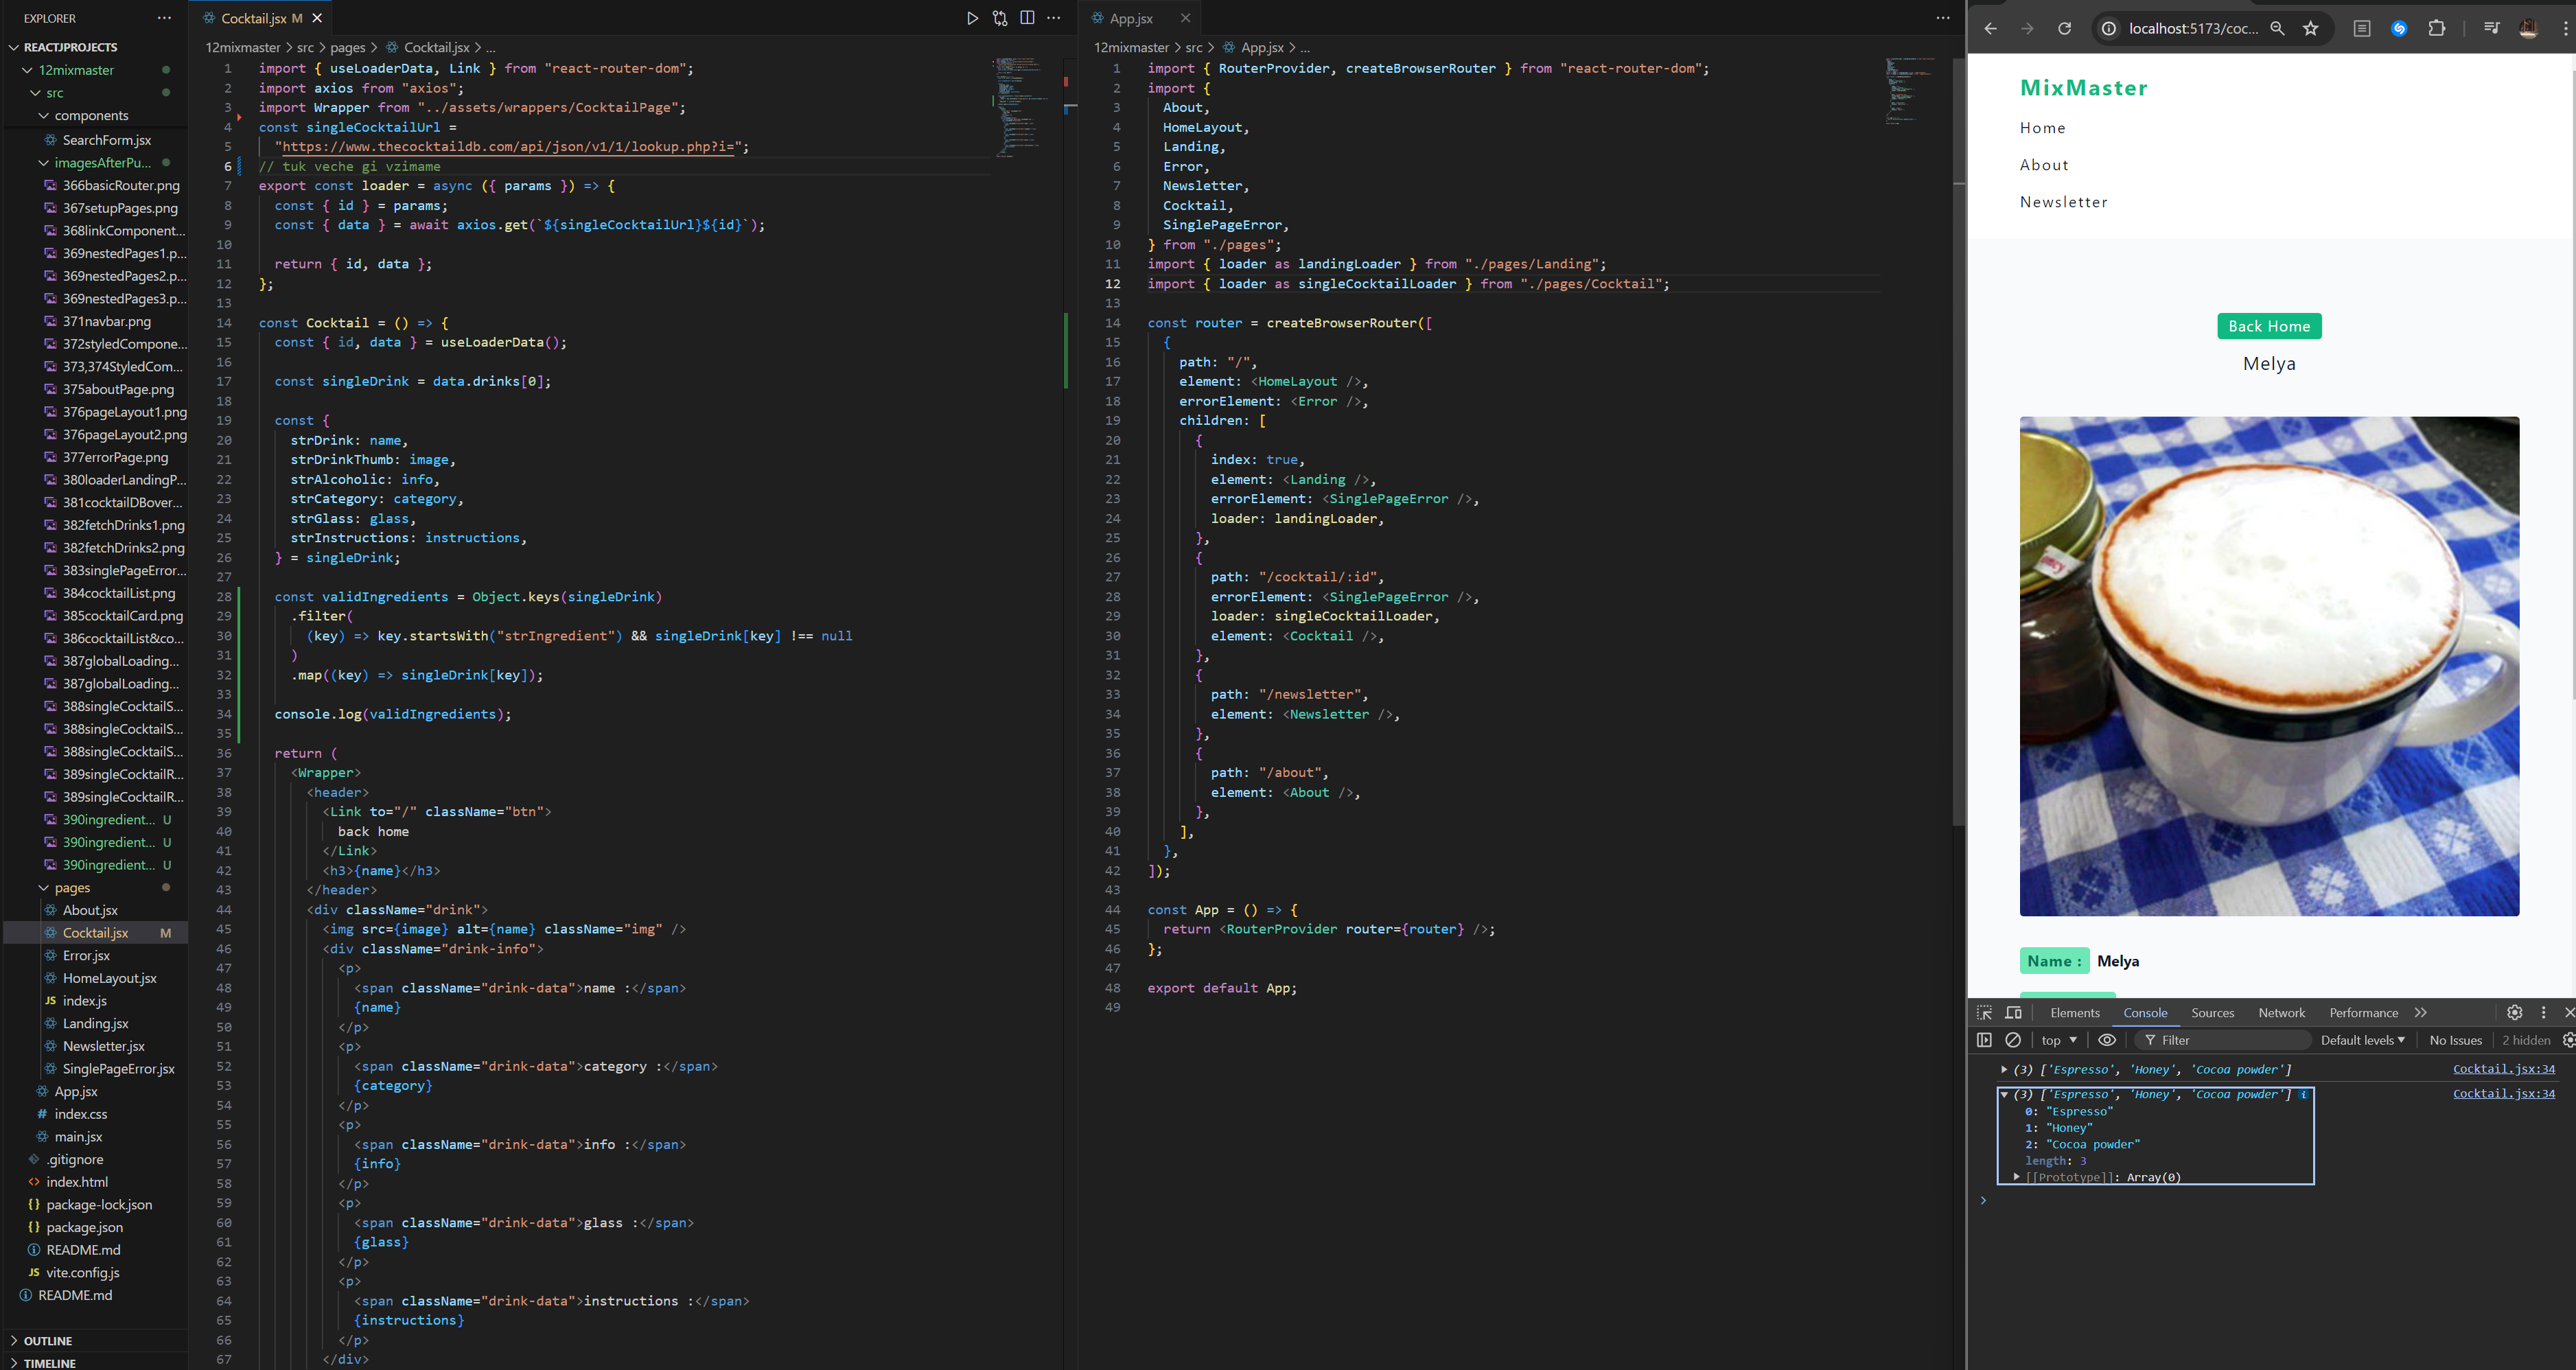 EXPLORER
REACTJPROJECTS
12mixmaster
src
components
SearchForm.jsx
imagesAfterPu...
366basicRouter.png
367setupPages.png
368linkComponent...
369nestedPages1.p...
369nestedPages2.p...
369nestedPages3.p...
371navbar.png
372styledCompone...
373,374StyledCom...
375aboutPage.png
376pageLayout1.png
376pageLayout2.png
377errorPage.png
380loaderLandingP...
381cocktailDBover...
382fetchDrinks1.png
382fetchDrinks2.png
383singlePageError...
384cocktailList.png
385cocktailCard.png
386cocktailList&co...
387globalLoading...
387globalLoading...
388singleCocktailS...
388singleCocktailS...
388singleCocktailS...
389singleCocktailR...
389singleCocktailR...
390ingredient... U
390ingredient... U
390ingredient... U
pages
About.jsx
Cocktail.jsx M
Error.jsx
HomeLayout.jsx
JS index.js
Landing.jsx
Newsletter.jsx
SinglePageError.jsx
App.jsx
# index.css
main.jsx
.gitignore
<> index.html
{} package-lock.json
{} package.json
README.md
JS vite.config.js
README.md
OUTLINE
TIMELINE
Cocktail.jsx M
12mixmaster > src > pages > Cocktail.jsx > ...
1 import { useLoaderData, Link } from "react-router-dom";
2 import axios from "axios";
3 import Wrapper from "../assets/wrappers/CocktailPage";
4 const singleCocktailUrl =
5 "https://www.thecocktaildb.com/api/json/v1/1/lookup.php?i=";
6 // tuk veche gi vzimame
7 export const loader = async ({ params }) => {
8 const { id } = params;
9 const { data } = await axios.get(`${singleCocktailUrl}${id}`);
10
11 return { id, data };
12 };
13
14 const Cocktail = () => {
15 const { id, data } = useLoaderData();
16
17 const singleDrink = data.drinks[0];
18
19 const {
20 strDrink: name,
21 strDrinkThumb: image,
22 strAlcoholic: info,
23 strCategory: category,
24 strGlass: glass,
25 strInstructions: instructions,
26 } = singleDrink;
27
28 const validIngredients = Object.keys(singleDrink)
29 .filter(
30 (key) => key.startsWith("strIngredient") && singleDrink[key] !== null
31 )
32 .map((key) => singleDrink[key]);
33
34 console.log(validIngredients);
35
36 return (
37 <Wrapper>
38 <header>
39 <Link to="/" className="btn">
40 back home
41 </Link>
42 <h3>{name}</h3>
43 </header>
44 <div className="drink">
45 <img src={image} alt={name} className="img" />
46 <div className="drink-info">
47 <p>
48 <span className="drink-data">name :</span>
49 {name}
50 </p>
51 <p>
52 <span className="drink-data">category :</span>
53 {category}
54 </p>
55 <p>
56 <span className="drink-data">info :</span>
57 {info}
58 </p>
59 <p>
60 <span className="drink-data">glass :</span>
61 {glass}
62 </p>
63 <p>
64 <span className="drink-data">instructions :</span>
65 {instructions}
66 </p>
67 </div>
App.jsx
12mixmaster > src > App.jsx > ...
1 import { RouterProvider, createBrowserRouter } from "react-router-dom";
2 import {
3 About,
4 HomeLayout,
5 Landing,
6 Error,
7 Newsletter,
8 Cocktail,
9 SinglePageError,
10 } from "./pages";
11 import { loader as landingLoader } from "./pages/Landing";
12 import { loader as singleCocktailLoader } from "./pages/Cocktail";
13
14 const router = createBrowserRouter([
15 {
16 path: "/",
17 element: <HomeLayout />,
18 errorElement: <Error />,
19 children: [
20 {
21 index: true,
22 element: <Landing />,
23 errorElement: <SinglePageError />,
24 loader: landingLoader,
25 },
26 {
27 path: "/cocktail/:id",
28 errorElement: <SinglePageError />,
29 loader: singleCocktailLoader,
30 element: <Cocktail />,
31 },
32 {
33 path: "/newsletter",
34 element: <Newsletter />,
35 },
36 {
37 path: "/about",
38 element: <About />,
39 },
40 ],
41 },
42 ]);
43
44 const App = () => {
45 return <RouterProvider router={router} />;
46 };
47
48 export default App;
49
localhost:5173/coc...
MixMaster
Home
About
Newsletter
Back Home
Melya
Name : Melya
Elements Console Sources Network Performance
top Filter Default levels No Issues 2 hidden
(3) ['Espresso', 'Honey', 'Cocoa powder'] Cocktail.jsx:34
(3) ['Espresso', 'Honey', 'Cocoa powder'] i Cocktail.jsx:34
0: "Espresso"
1: "Honey"
2: "Cocoa powder"
length: 3
[[Prototype]]: Array(0)